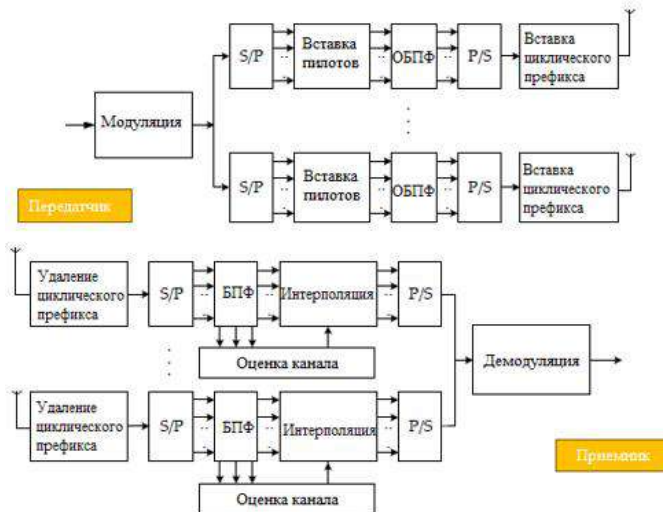 S/P
Вставка
пилотов
ОБПФ
P/S
Вставка
циклического
префикса
Модуляция
S/P
Вставка
пилотов
ОБПФ
P/S
Вставка
циклического
префикса
Передатчик
Удаление
циклического
префикса
S/P
БПФ
Интерполяция
P/S
Оценка канала
Демодуляция
Удаление
циклического
префикса
S/P
БПФ
Интерполяция
P/S
Оценка канала
Приемник